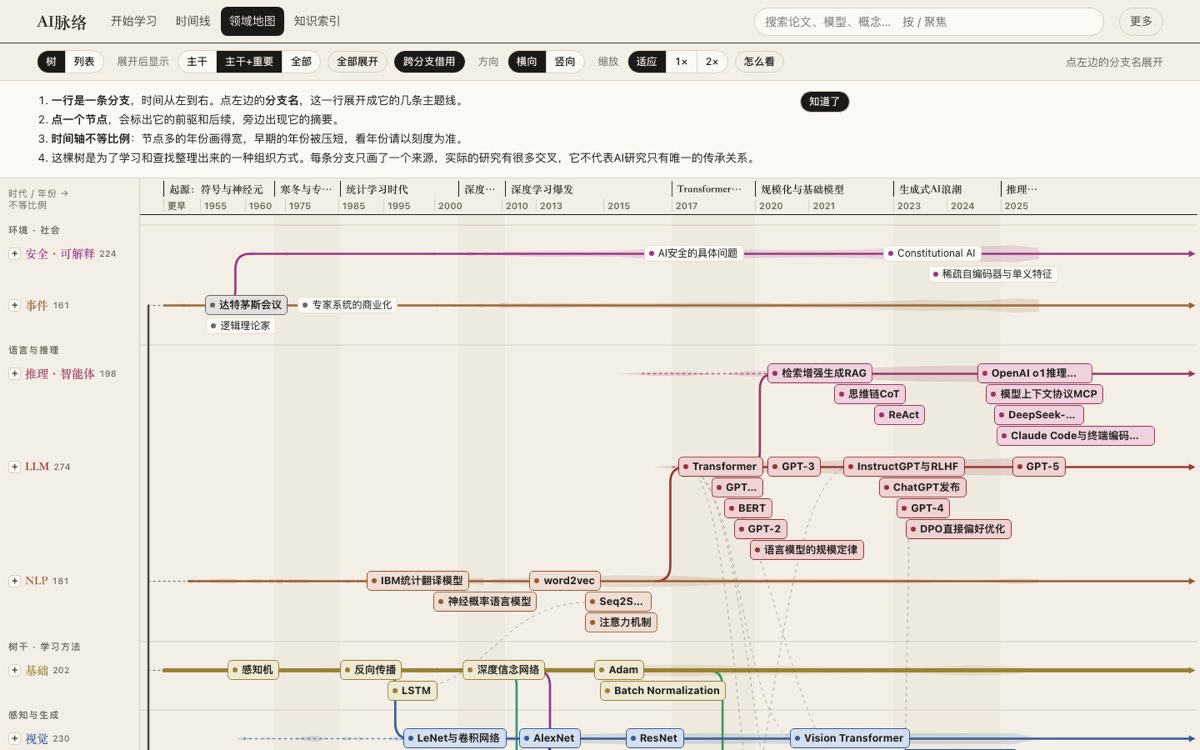 AI脉络 开始学习 时间线 领域地图 知识索引 搜索论文、模型、概念… 按 / 聚焦 更多
树 列表 展开后显示 主干 主干+重要 全部 全部展开 跨分支借用 方向 横向 竖向 缩放 适应 1× 2× 怎么看 点左边的分支名展开
1. 一行是一条分支，时间从左到右。点左边的分支名，这一行展开成它的几条主题线。
知道了
2. 点一个节点，会标出它的前驱和后续，旁边出现它的摘要。
3. 时间轴不等比例：节点多的年份画得宽，早期的年份被压短，看年份请以刻度为准。
4. 这棵树是为了学习和查找整理出来的一种组织方式。每条分支只画了一个来源，实际的研究有很多交叉，它不代表AI研究只有唯一的传承关系。
时代 / 年份 →
不等比例
起源：符号与神经元 寒冬与专… 统计学习时代 深度… 深度学习爆发 Transformer… 规模化与基础模型 生成式AI浪潮 推理…
更早 1955 1960 1975 1985 1995 2000 2010 2013 2015 2017 2020 2021 2023 2024 2025
环境 · 社会
+ 安全 · 可解释 224 AI安全的具体问题 Constitutional AI
稀疏自编码器与单义特征
+ 事件 161 达特茅斯会议 专家系统的商业化
逻辑理论家
语言与推理
+ 推理 · 智能体 198 检索增强生成RAG OpenAI o1推理…
思维链CoT 模型上下文协议MCP
ReAct DeepSeek-…
Claude Code与终端编码…
+ LLM 274 Transformer GPT-3 InstructGPT与RLHF GPT-5
GPT… ChatGPT发布
BERT GPT-4
GPT-2 DPO直接偏好优化
语言模型的规模定律
+ NLP 181 IBM统计翻译模型 word2vec
神经概率语言模型 Seq2S…
注意力机制
树干 · 学习方法
+ 基础 202 感知机 反向传播 深度信念网络 Adam
LSTM Batch Normalization
感知与生成
+ 视觉 230 LeNet与卷积网络 AlexNet ResNet Vision Transformer